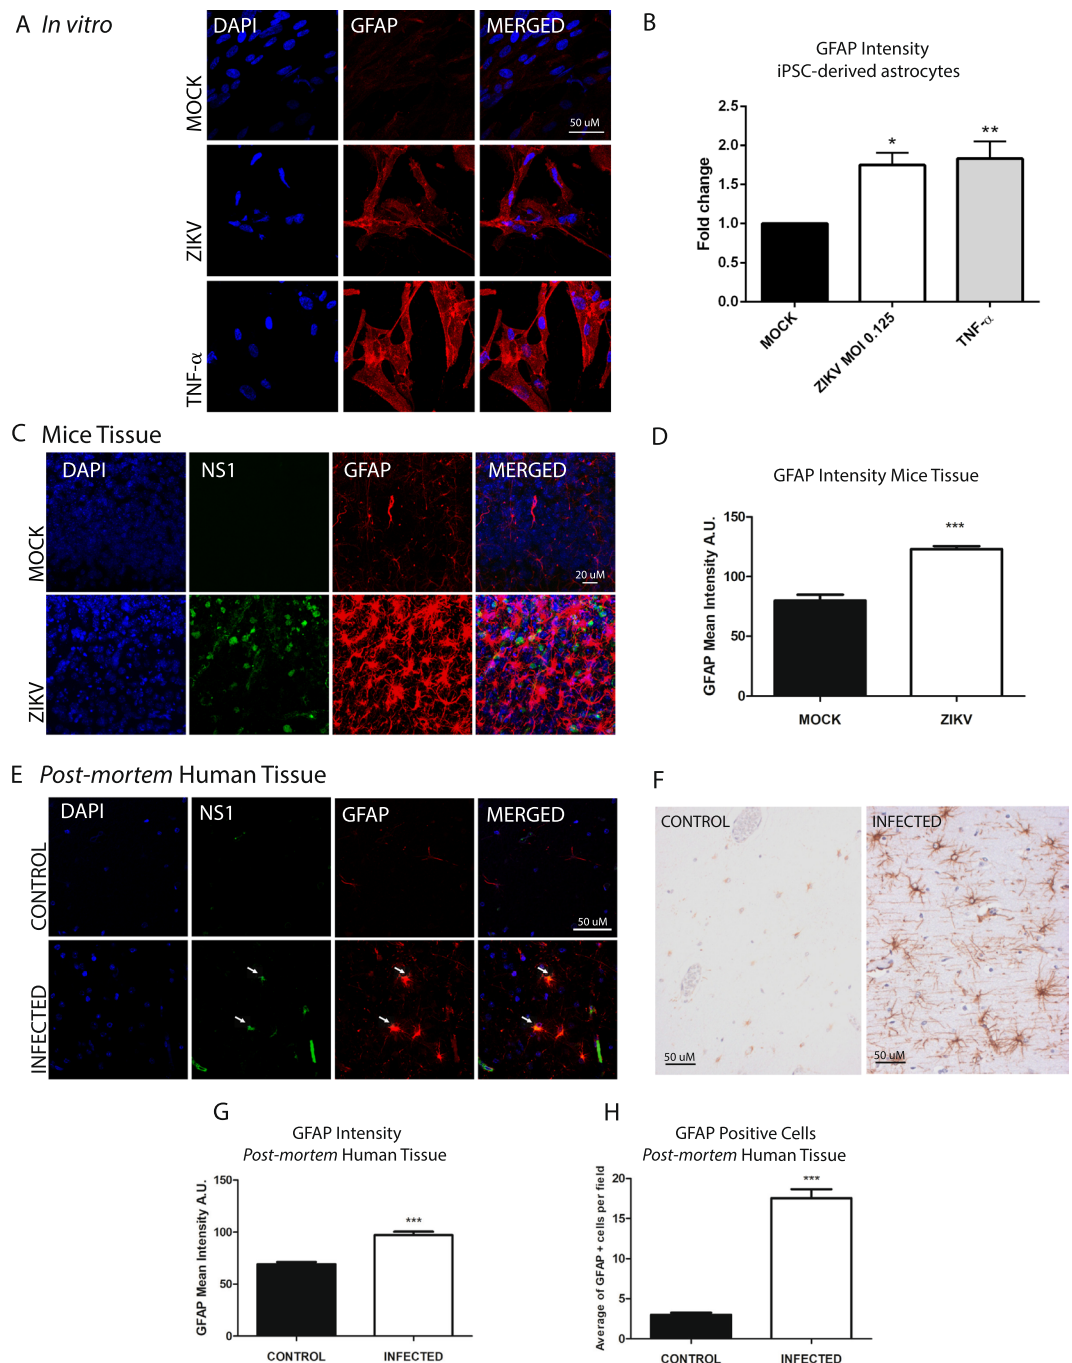 A In vitro
DAPI GFAP MERGED
MOCK
50 uM
ZIKV
TNF-α
B
GFAP Intensity
iPSC-derived astrocytes
Fold change
2.5
2.0
1.5
1.0
0.5
0.0
*
**
MOCK
ZIKV MOI 0.125
TNF-α
C Mice Tissue
DAPI NS1 GFAP MERGED
MOCK
20 uM
ZIKV
D
GFAP Intensity Mice Tissue
GFAP Mean Intensity A.U.
150
100
50
0
***
MOCK ZIKV
E Post-mortem Human Tissue
DAPI NS1 GFAP MERGED
CONTROL
50 uM
INFECTED
F
CONTROL INFECTED
50 uM 50 uM
G
GFAP Intensity
Post-mortem Human Tissue
GFAP Mean Intensity A.U.
150
100
50
0
***
CONTROL INFECTED
H
GFAP Positive Cells
Post-mortem Human Tissue
Average of GFAP + cells per field
20
15
10
5
0
***
CONTROL INFECTED